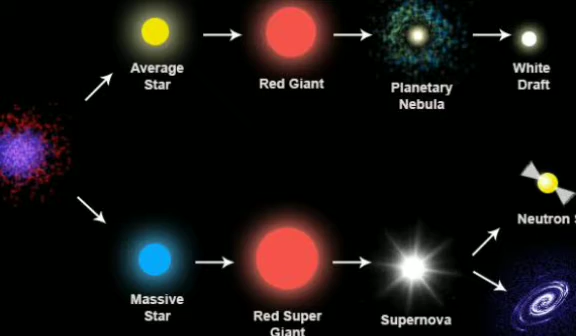 Average
Star
Red Giant
Planetary
Nebula
White
Draft
Neutron S
Massive
Star
Red Super
Giant
Supernova